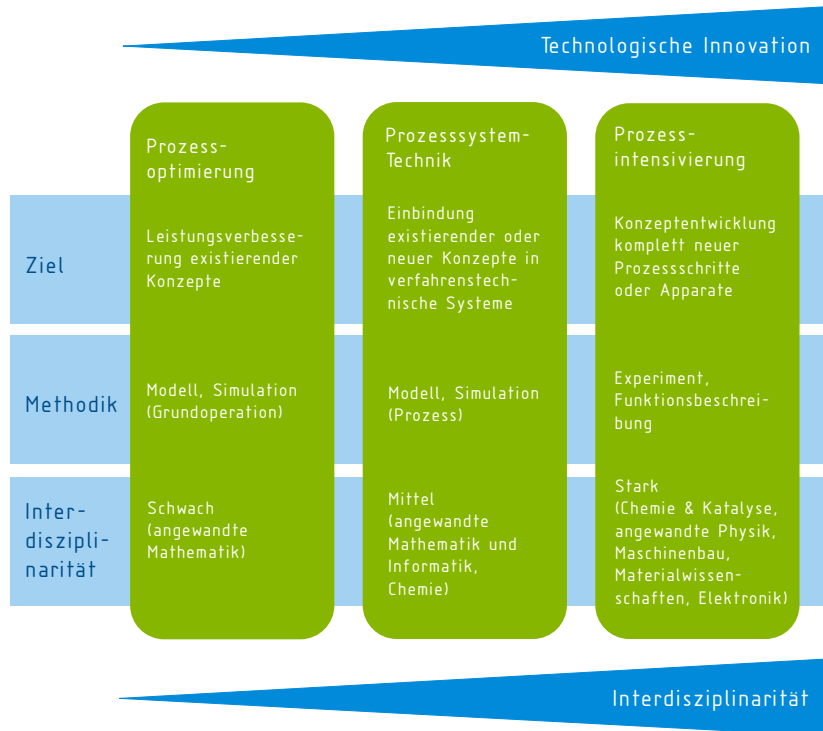 Technologische Innovation
Prozess-
optimierung
Prozesssystem-
Technik
Prozess-
intensivierung
Ziel
Leistungsverbesse-
rung existierender
Konzepte
Einbindung
existierender oder
neuer Konzepte in
verfahrenstech-
nische Systeme
Konzeptentwicklung
komplett neuer
Prozessschritte
oder Apparate
Methodik
Modell, Simulation
(Grundoperation)
Modell, Simulation
(Prozess)
Experiment,
Funktionsbeschrei-
bung
Inter-
diszipli-
narität
Schwach
(angewandte
Mathematik)
Mittel
(angewandte
Mathematik und
Informatik,
Chemie)
Stark
(Chemie & Katalyse,
angewandte Physik,
Maschinenbau,
Materialwissen-
schaften, Elektronik)
Interdisziplinarität